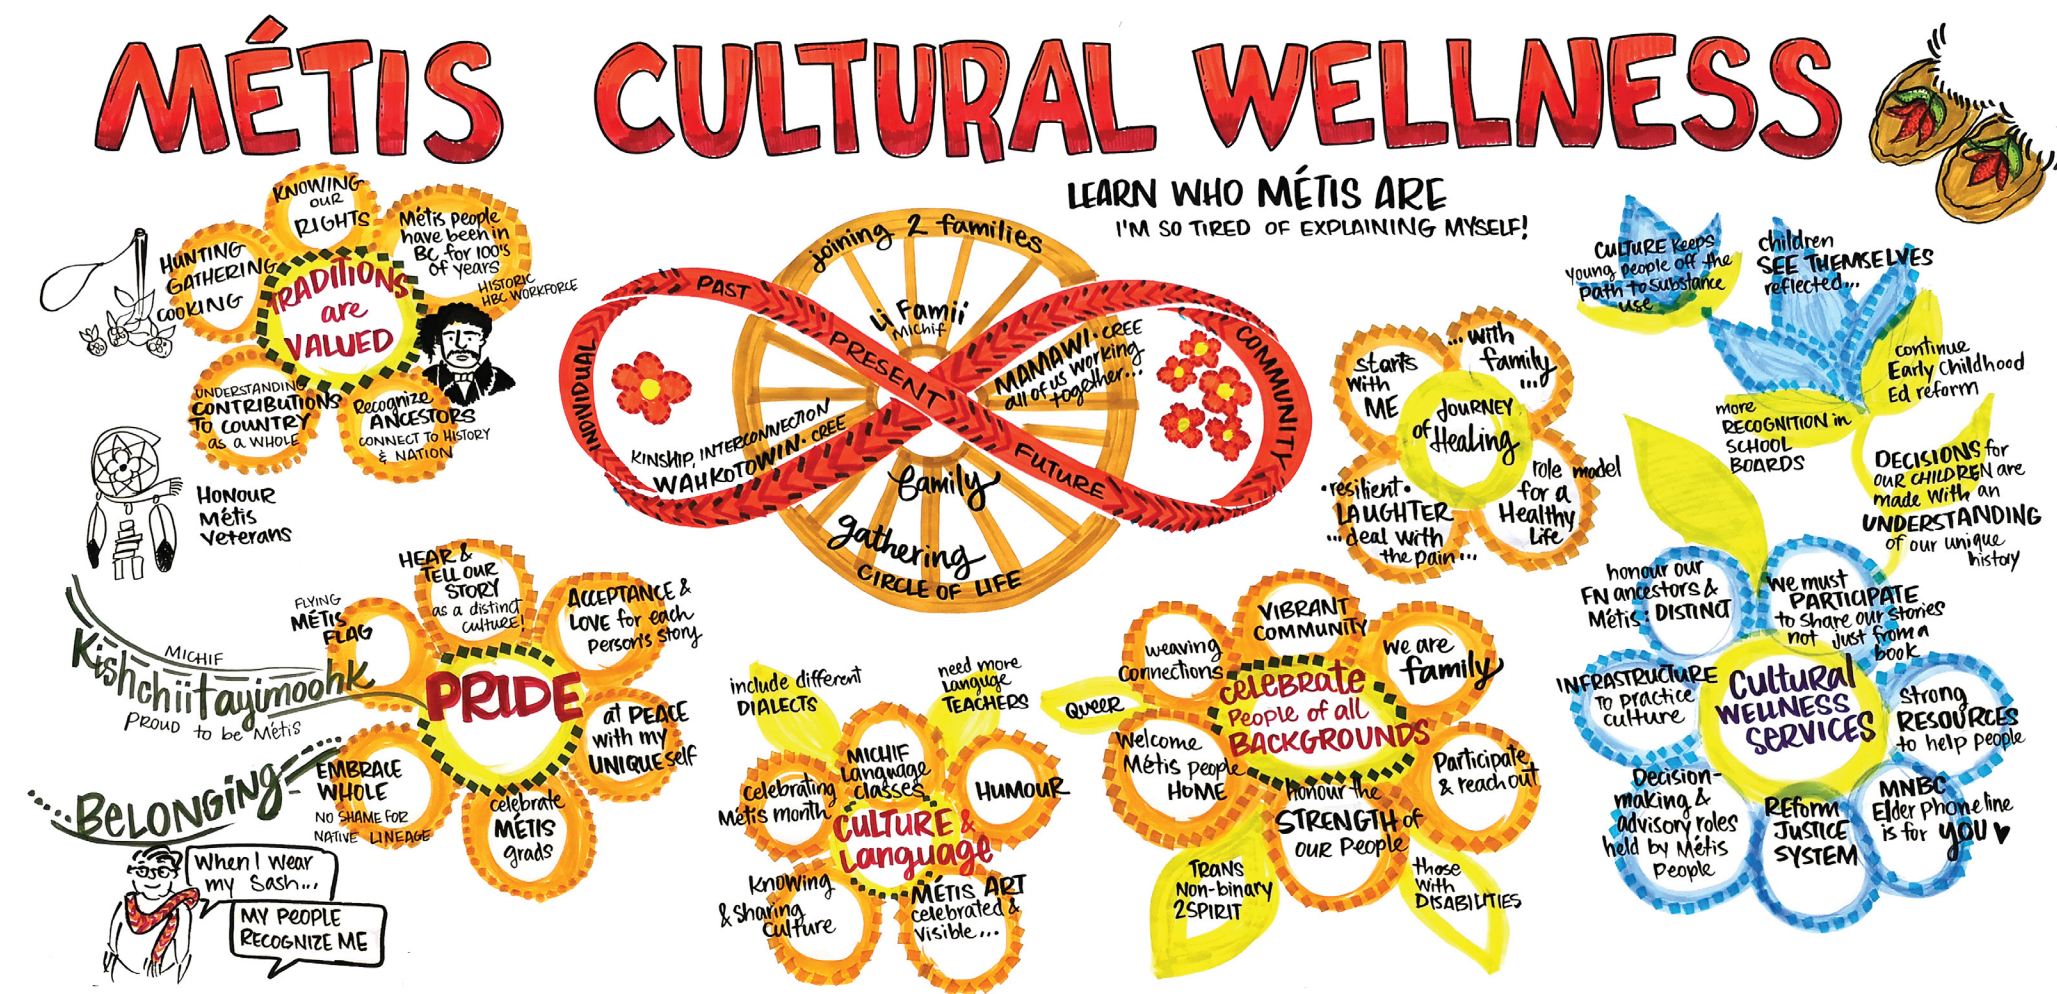 MÉTIS CULTURAL WELLNESS
LEARN WHO MÉTIS ARE
I'M SO TIRED OF EXPLAINING MYSELF!
TRADITIONS
are
VALUED
KNOWING
OUR
RIGHTS
Métis people
have been in
BC for 100's
of years
HISTORIC
HBC WORKFORCE
HUNTING
GATHERING
COOKING
UNDERSTANDING
CONTRIBUTIONS
TO COUNTRY
as a WHOLE
Recognize
ANCESTORS
CONNECT TO HISTORY
& NATION
HONOUR
Métis
Veterans
joining 2 families
Li Famii
Michif
PAST
PRESENT
FUTURE
INDIVIDUAL
COMMUNITY
MAMAWI · CREE
all of us working
together...
KINSHIP, INTERCONNECTION
WAHKOTOWIN · CREE
family
gathering
CIRCLE OF LIFE
JOURNEY
of Healing
starts
with
ME
...with
family
...
role model
for a
Healthy
Life
· resilient ·
LAUGHTER
...deal with
the pain...
CULTURE keeps
young people off the
path to substance
use
children
SEE THEMSELVES
reflected...
continue
Early Childhood
Ed reform
more
RECOGNITION in
SCHOOL
BOARDS
DECISIONS for
our CHILDREN are
made with an
UNDERSTANDING
of our unique
history
PRIDE
HEAR &
TELL OUR
STORY
as a distinct
culture!
ACCEPTANCE &
LOVE for each
person's story
at PEACE
with my
UNIQUE self
celebrate
MÉTIS
grads
EMBRACE
WHOLE
NO SHAME FOR
NATIVE LINEAGE
FLYING
MÉTIS
FLAG
MICHIF
Kishchiitayimoohk
PROUD to be Métis
BELONGING
When I wear
my Sash...
MY PEOPLE
RECOGNIZE ME
CULTURE &
Language
include different
DIALECTS
need more
Languge
TEACHERS
MICHIF
Language
classes
HUMOUR
celebrating
Métis month
Knowing
& sharing
culture
MÉTIS ART
celebrated &
visible...
CELEBRATE
People of all
BACKGROUNDS
VIBRANT
COMMUNITY
weaving
connections
we are
family
QUEER
Welcome
Métis people
HOME
Participate
& reach out
Honour the
STRENGTH of
OUR People
TRANS
Non-binary
2SPIRIT
those
with
DISABILITIES
Cultural
WELLNESS
SERVICES
honour our
FN ancestors &
Métis: DISTINCT
we must
PARTICIPATE
to share our stories
not just from a
book
INFRASTRUCTURE
to practice
culture
Strong
RESOURCES
to help people
Decision-
making &
advisory roles
held by Métis
People
REform
JUSTICE
SYSTEM
MNBC
Elder Phone line
is for YOU ♥